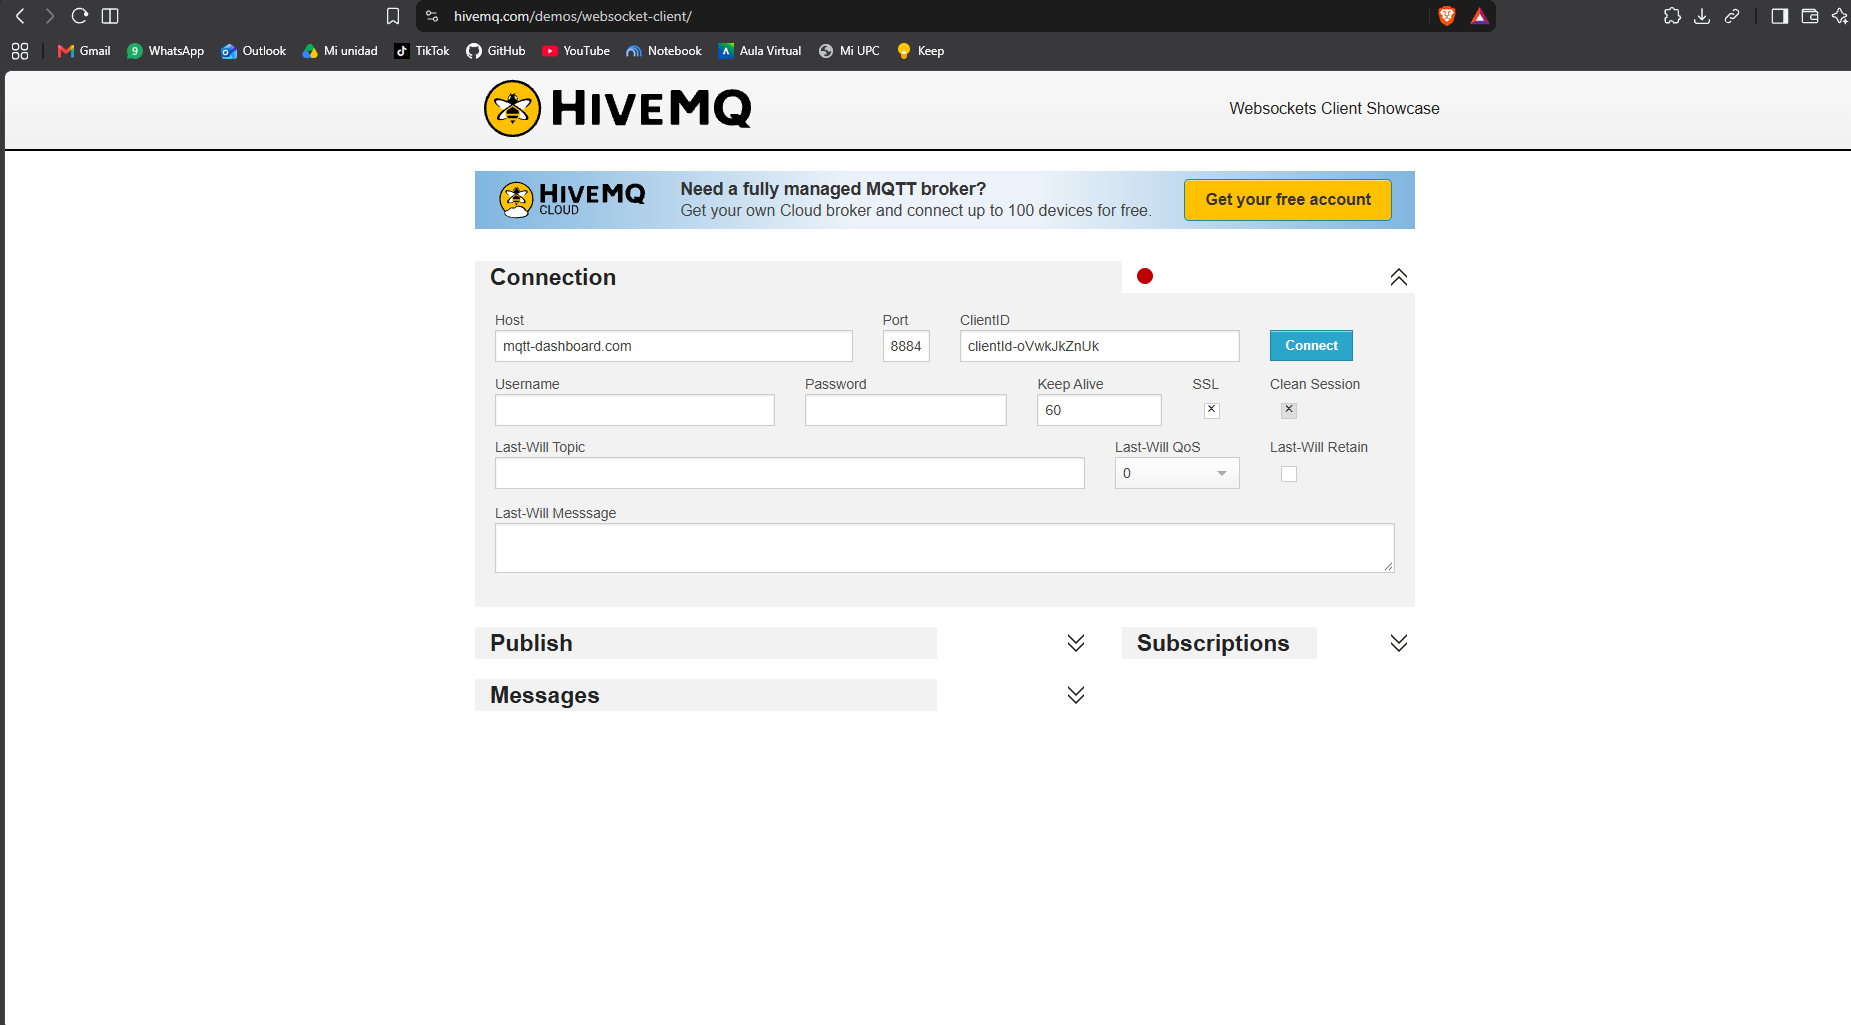 hivemq.com/demos/websocket-client/
Gmail 9 WhatsApp Outlook Mi unidad TikTok GitHub YouTube Notebook Aula Virtual Mi UPC Keep
HIVEMQ
Websockets Client Showcase
HIVEMQ
CLOUD
Need a fully managed MQTT broker?
Get your own Cloud broker and connect up to 100 devices for free.
Get your free account
Connection
Host Port ClientID
mqtt-dashboard.com 8884 clientId-oVwkJkZnUk Connect
Username Password Keep Alive SSL Clean Session
60
Last-Will Topic Last-Will QoS Last-Will Retain
0
Last-Will Messsage
Publish Subscriptions
Messages